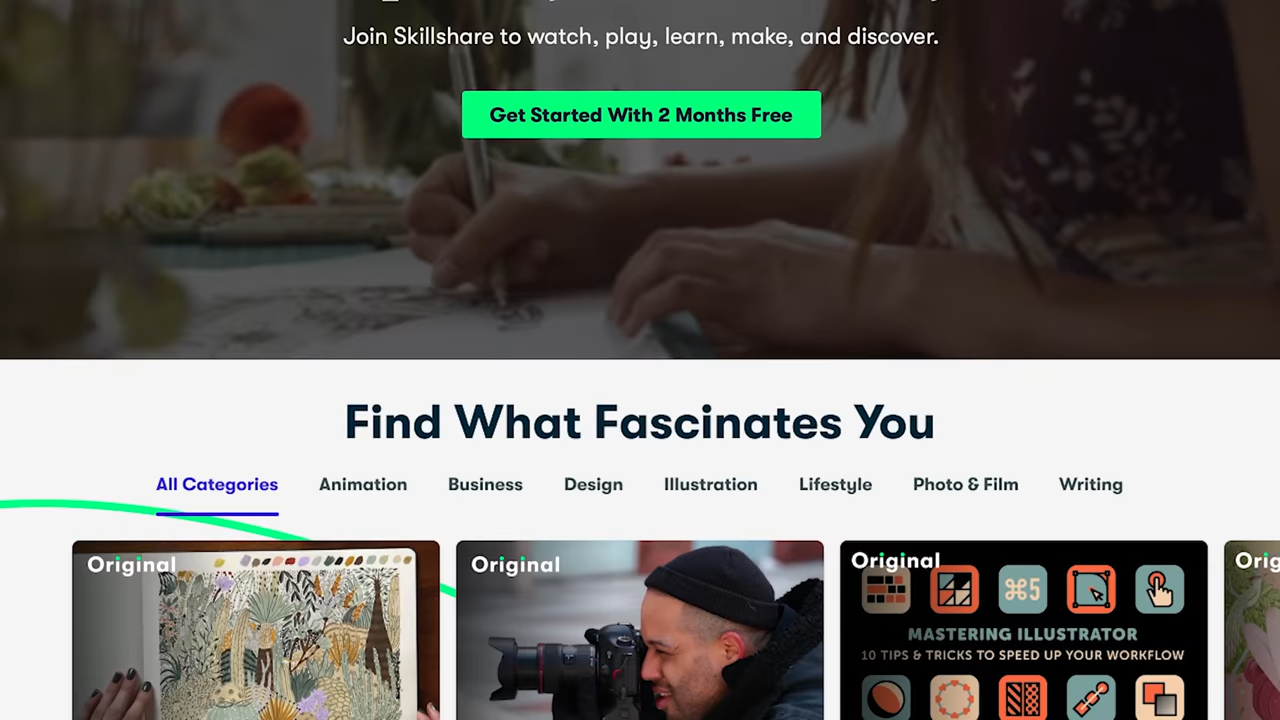 Join Skillshare to watch, play, learn, make, and discover.
Get Started With 2 Months Free
Find What Fascinates You
All Categories Animation Business Design Illustration Lifestyle Photo & Film Writing
Original Original Original
⌘5
MASTERING ILLUSTRATOR
10 TIPS & TRICKS TO SPEED UP YOUR WORKFLOW